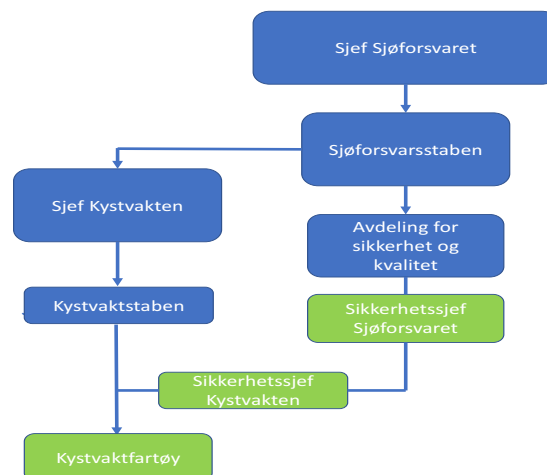 Sjef Sjøforsvaret
Sjøforsvarsstaben
Sjef Kystvakten
Avdeling for
sikkerhet og
kvalitet
Kystvaktstaben
Sikkerhetssjef
Sjøforsvaret
Sikkerhetssjef
Kystvakten
Kystvaktfartøy